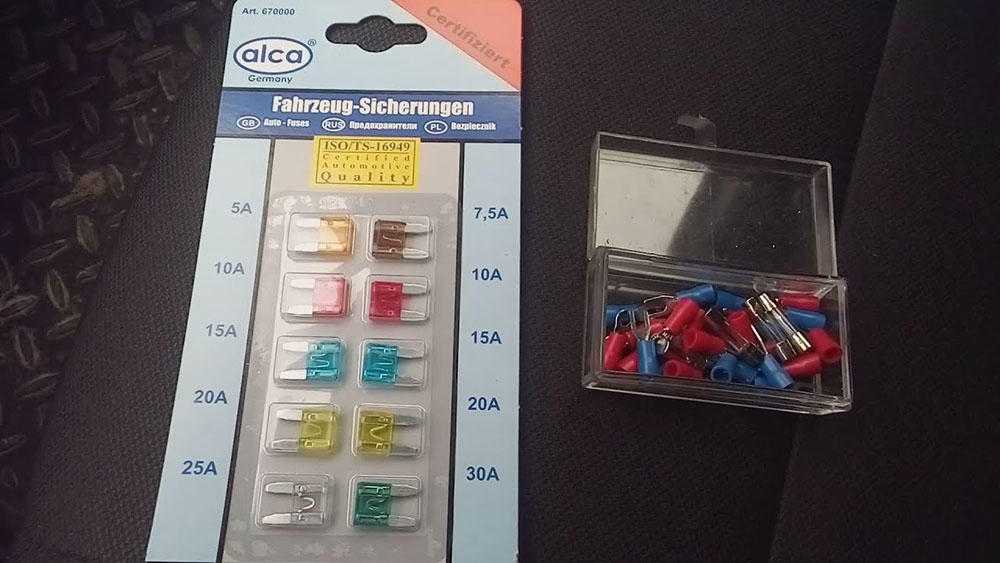 Art. 670000
Certifiziert
alca®
Germany
Fahrzeug-Sicherungen
GB Auto - Fuses RUS Предохранители PL Bezpiecznik
ISO/TS-16949
Certified
Automotive
Quality
5A 7,5A
10A 10A
15A 15A
20A 20A
25A 30A